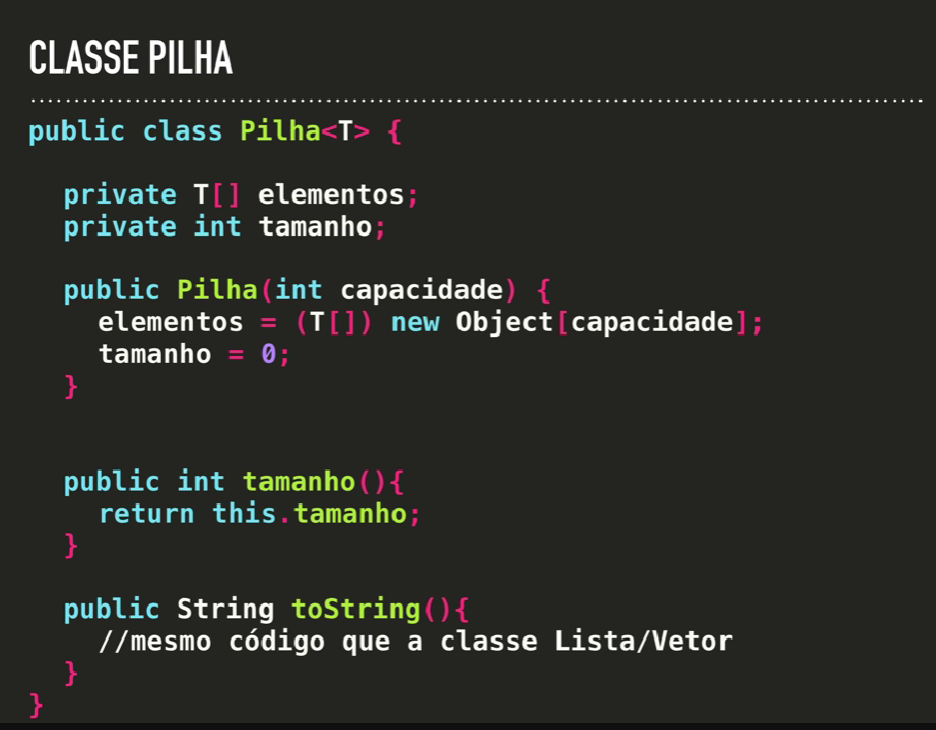 CLASSE PILHA
public class Pilha<T> {
private T[] elementos;
private int tamanho;
public Pilha(int capacidade) {
elementos = (T[]) new Object[capacidade];
tamanho = 0;
}
public int tamanho(){
return this.tamanho;
}
public String toString(){
//mesmo código que a classe Lista/Vetor
}
}